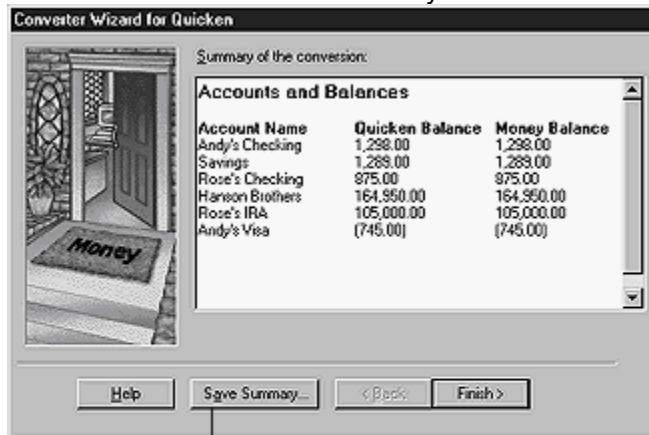 Converter Wizard for Quicken
Summary of the conversion:
Accounts and Balances
Account Name Quicken Balance Money Balance
Andy's Checking 1,298.00 1,298.00
Savings 1,289.00 1,289.00
Rose's Checking 875.00 875.00
Hanson Brothers 164,950.00 164,950.00
Rose's IRA 105,000.00 105,000.00
Andy's Visa (745.00) (745.00)
Money
Help Save Summary... < Back Finish >